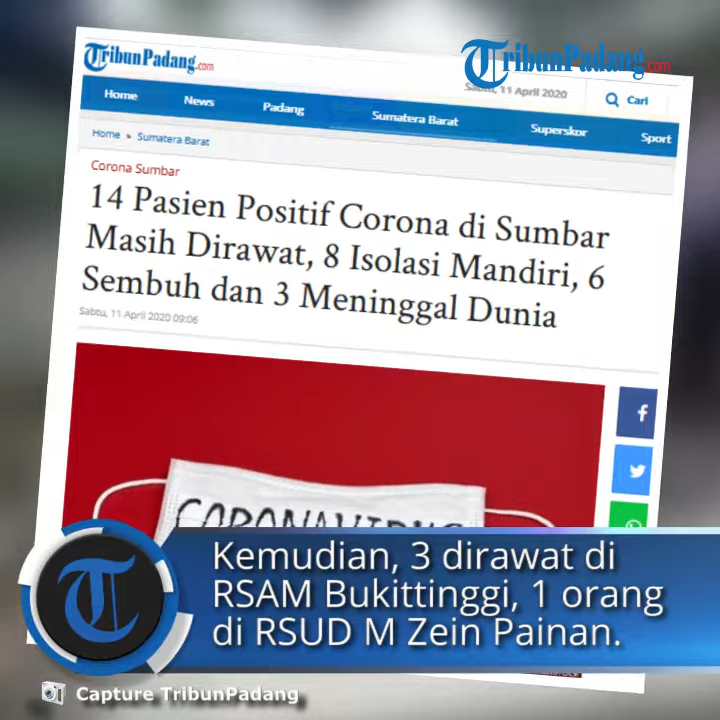 TribunPadang.com
TribunPadang.com
Sabtu, 11 April 2020
Cari
Home News Padang Sumatera Barat Superskor Sport
Home » Sumatera Barat
Corona Sumbar
14 Pasien Positif Corona di Sumbar
Masih Dirawat, 8 Isolasi Mandiri, 6
Sembuh dan 3 Meninggal Dunia
Sabtu, 11 April 2020 09:06
CORONAVIRUS
Kemudian, 3 dirawat di
RSAM Bukittinggi, 1 orang
di RSUD M Zein Painan.
Capture TribunPadang